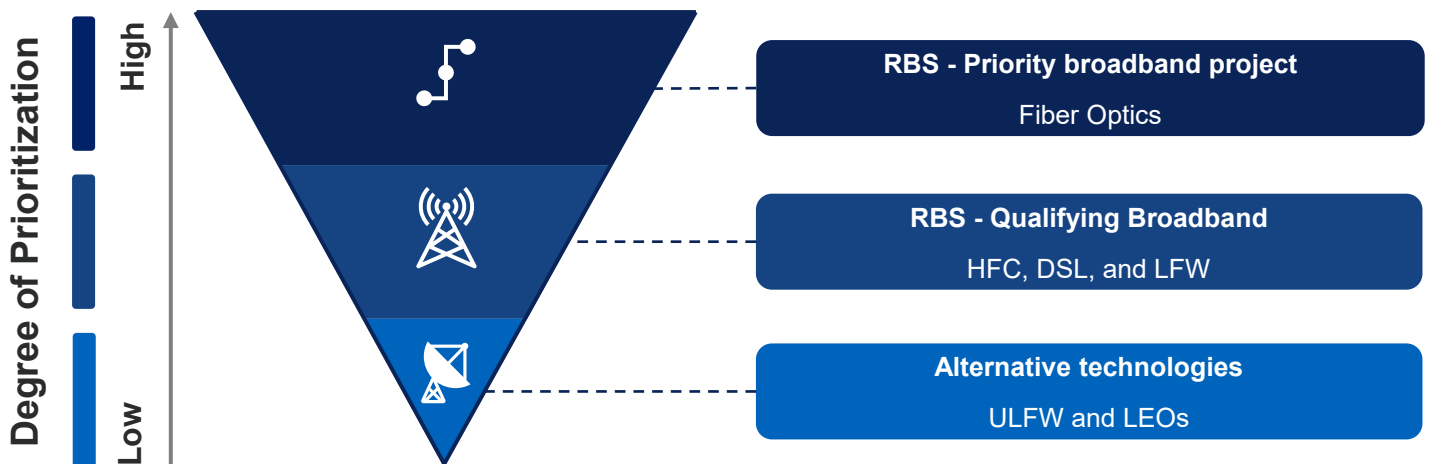 Degree of Prioritization
High
Low
RBS - Priority broadband project
Fiber Optics
RBS - Qualifying Broadband
HFC, DSL, and LFW
Alternative technologies
ULFW and LEOs